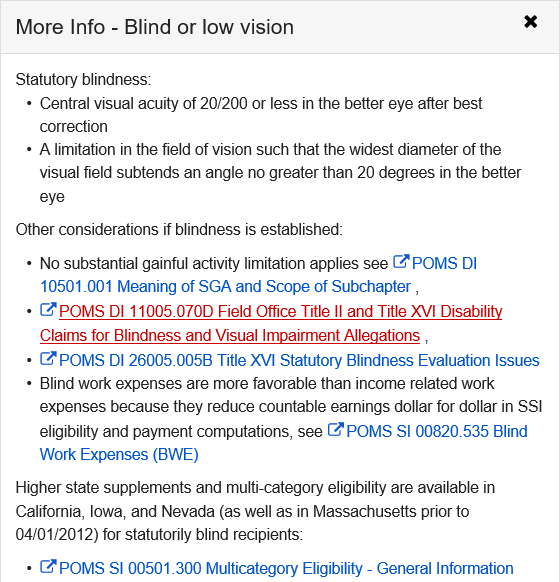 More Info - Blind or low vision
Statutory blindness:
• Central visual acuity of 20/200 or less in the better eye after best
correction
• A limitation in the field of vision such that the widest diameter of the
visual field subtends an angle no greater than 20 degrees in the better
eye
Other considerations if blindness is established:
• No substantial gainful activity limitation applies see POMS DI
10501.001 Meaning of SGA and Scope of Subchapter ,
• POMS DI 11005.070D Field Office Title II and Title XVI Disability
Claims for Blindness and Visual Impairment Allegations ,
• POMS DI 26005.005B Title XVI Statutory Blindness Evaluation Issues
• Blind work expenses are more favorable than income related work
expenses because they reduce countable earnings dollar for dollar in SSI
eligibility and payment computations, see POMS SI 00820.535 Blind
Work Expenses (BWE)
Higher state supplements and multi-category eligibility are available in
California, Iowa, and Nevada (as well as in Massachusetts prior to
04/01/2012) for statutorily blind recipients:
• POMS SI 00501.300 Multicategory Eligibility - General Information